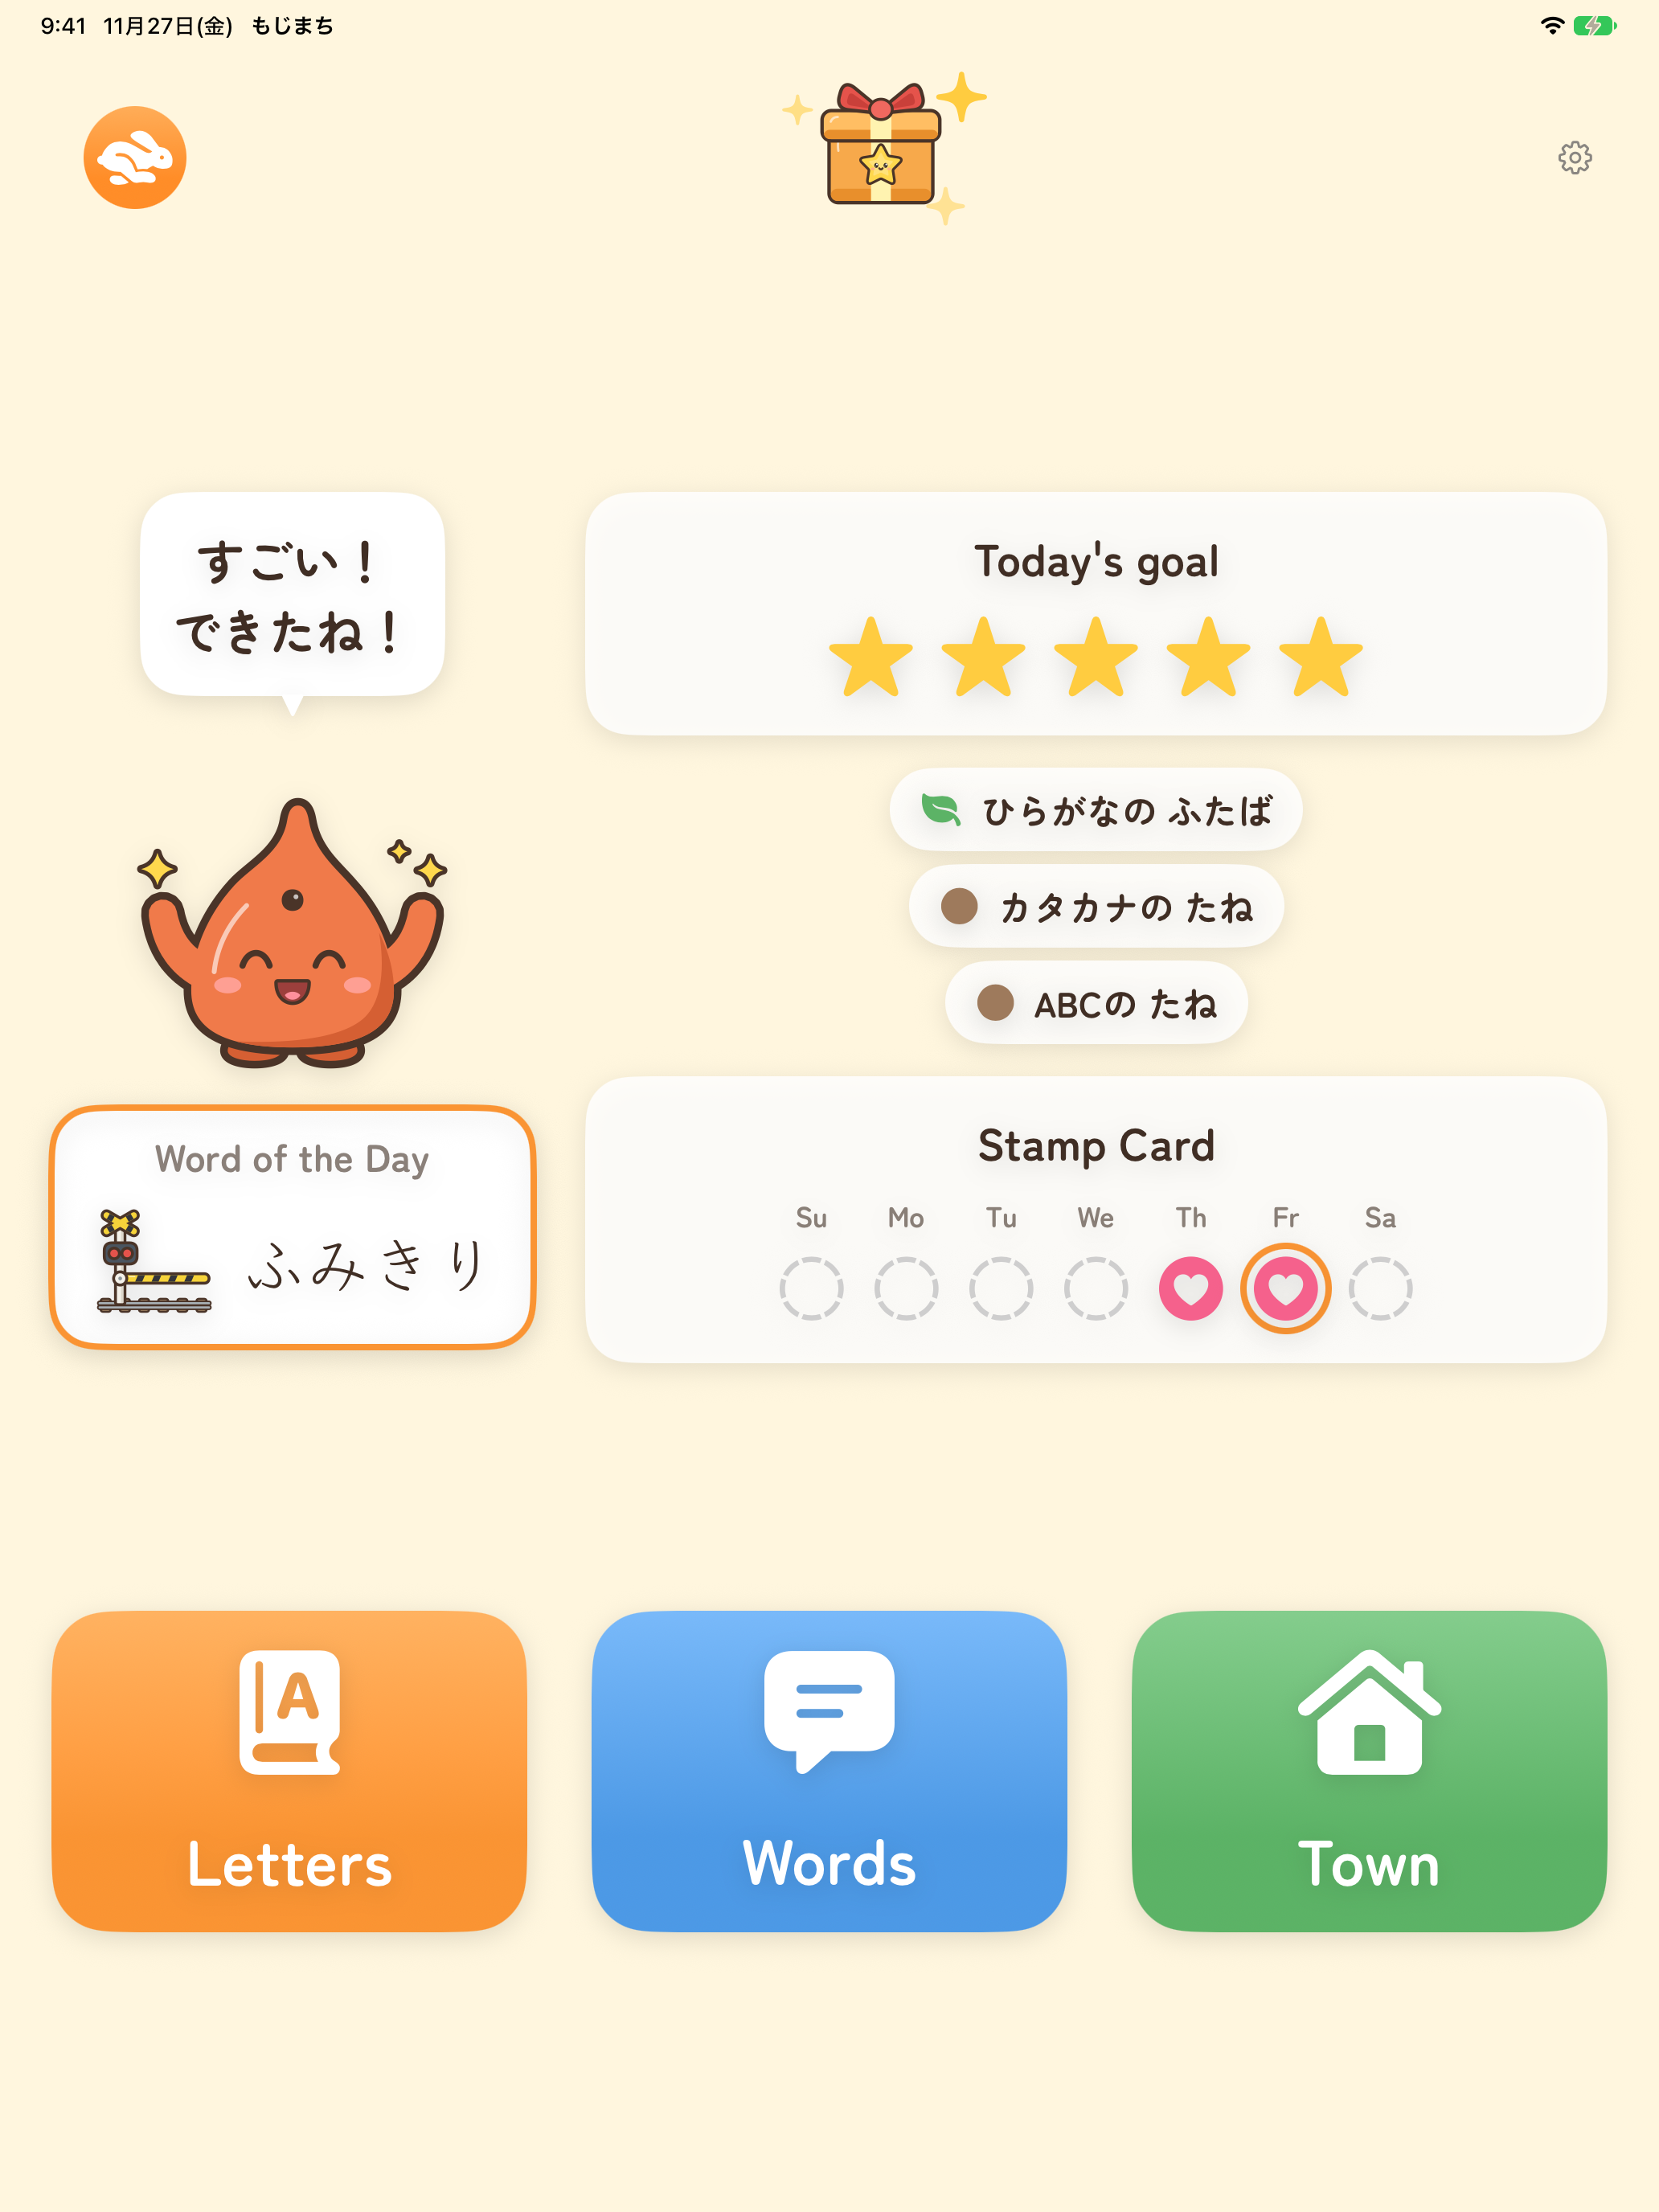 9:41 11月27日(金) もじまち
すごい！
できたね！
Today's goal
ひらがなの ふたば
カタカナの たね
ABCの たね
Word of the Day
ふみきり
Stamp Card
Su Mo Tu We Th Fr Sa
A
Letters
Words
Town